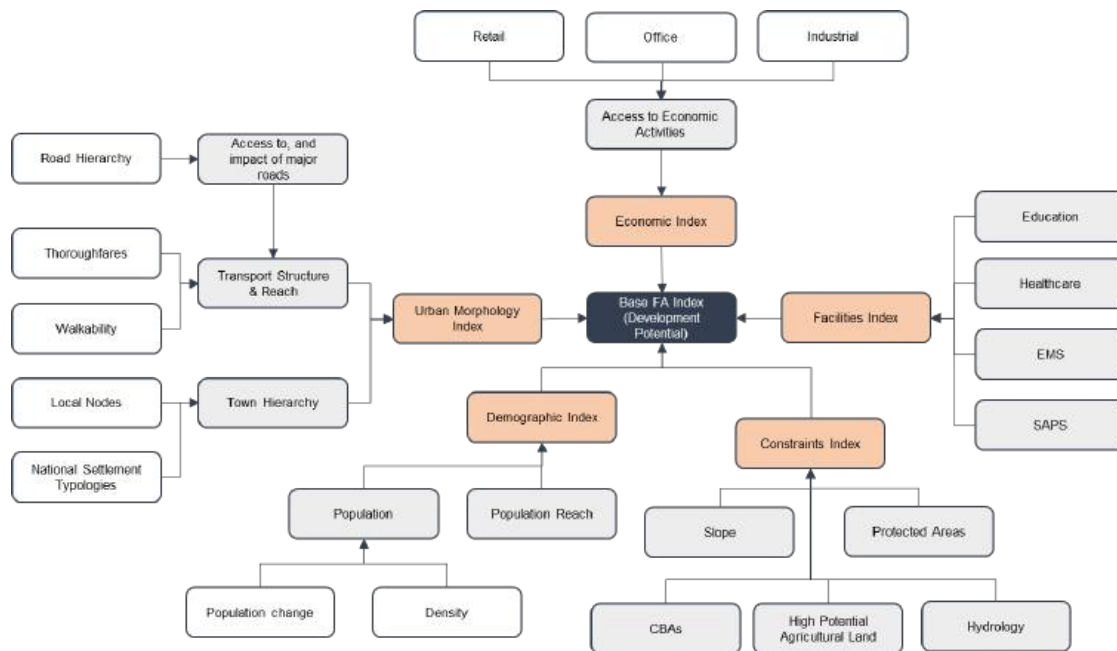 Retail
Office
Industrial
Access to Economic
Activities
Road Hierarchy
Access to, and
impact of major
roads
Economic Index
Education
Thoroughfares
Transport Structure
& Reach
Healthcare
Walkability
Urban Morphology
Index
Base FA Index
(Development
Potential)
Facilities Index
EMS
Local Nodes
Town Hierarchy
Demographic Index
SAPS
National Settlement
Typologies
Constraints Index
Population
Population Reach
Slope
Protected Areas
Population change
Density
CBAs
High Potential
Agricultural Land
Hydrology